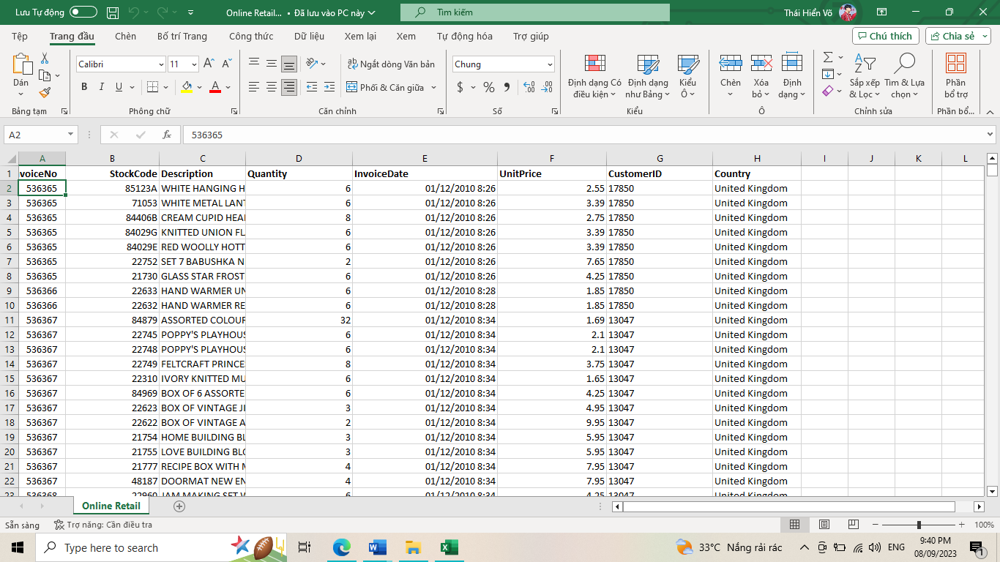 Lưu Tự động Online Retail... • Đã lưu vào PC này Tìm kiếm Thái Hiển Võ
Tệp Trang đầu Chèn Bố trí Trang Công thức Dữ liệu Xem lại Xem Tự động hóa Trợ giúp Chú thích Chia sẻ
Calibri 11 Ngắt dòng Văn bản Chung
Dán B I U A Phối & Căn giữa $ % Định dạng Có điều kiện Định dạng như Bảng Kiểu Ô Chèn Xóa bỏ Định dạng Sắp xếp & Lọc Tìm & Lựa chọn Phần bổ trợ
Bảng tạm Phông chữ Căn chỉnh Số Kiểu Ô Chỉnh sửa Phần bổ...
A2 fx 536365
A B C D E F G H I J K L
1 voiceNo StockCode Description Quantity InvoiceDate UnitPrice CustomerID Country
2 536365 85123A WHITE HANGING H 6 01/12/2010 8:26 2.55 17850 United Kingdom
3 536365 71053 WHITE METAL LANT 6 01/12/2010 8:26 3.39 17850 United Kingdom
4 536365 84406B CREAM CUPID HEA 8 01/12/2010 8:26 2.75 17850 United Kingdom
5 536365 84029G KNITTED UNION FL 6 01/12/2010 8:26 3.39 17850 United Kingdom
6 536365 84029E RED WOOLLY HOTT 6 01/12/2010 8:26 3.39 17850 United Kingdom
7 536365 22752 SET 7 BABUSHKA N 2 01/12/2010 8:26 7.65 17850 United Kingdom
8 536365 21730 GLASS STAR FROST 6 01/12/2010 8:26 4.25 17850 United Kingdom
9 536366 22633 HAND WARMER UN 6 01/12/2010 8:28 1.85 17850 United Kingdom
10 536366 22632 HAND WARMER RE 6 01/12/2010 8:28 1.85 17850 United Kingdom
11 536367 84879 ASSORTED COLOUR 32 01/12/2010 8:34 1.69 13047 United Kingdom
12 536367 22745 POPPY'S PLAYHOUS 6 01/12/2010 8:34 2.1 13047 United Kingdom
13 536367 22748 POPPY'S PLAYHOUS 6 01/12/2010 8:34 2.1 13047 United Kingdom
14 536367 22749 FELTCRAFT PRINCE 8 01/12/2010 8:34 3.75 13047 United Kingdom
15 536367 22310 IVORY KNITTED MU 6 01/12/2010 8:34 1.65 13047 United Kingdom
16 536367 84969 BOX OF 6 ASSORTE 6 01/12/2010 8:34 4.25 13047 United Kingdom
17 536367 22623 BOX OF VINTAGE JI 3 01/12/2010 8:34 4.95 13047 United Kingdom
18 536367 22622 BOX OF VINTAGE A 2 01/12/2010 8:34 9.95 13047 United Kingdom
19 536367 21754 HOME BUILDING BL 3 01/12/2010 8:34 5.95 13047 United Kingdom
20 536367 21755 LOVE BUILDING BLO 3 01/12/2010 8:34 5.95 13047 United Kingdom
21 536367 21777 RECIPE BOX WITH M 4 01/12/2010 8:34 7.95 13047 United Kingdom
22 536367 48187 DOORMAT NEW EN 4 01/12/2010 8:34 7.95 13047 United Kingdom
23 536368 22960 JAM MAKING SET W 6 01/12/2010 8:34 4.25 13047 United Kingdom
Online Retail
Sẵn sàng Trợ năng: Cần điều tra 100%
Type here to search 33°C Nắng rải rác ENG 9:40 PM
08/09/2023 1